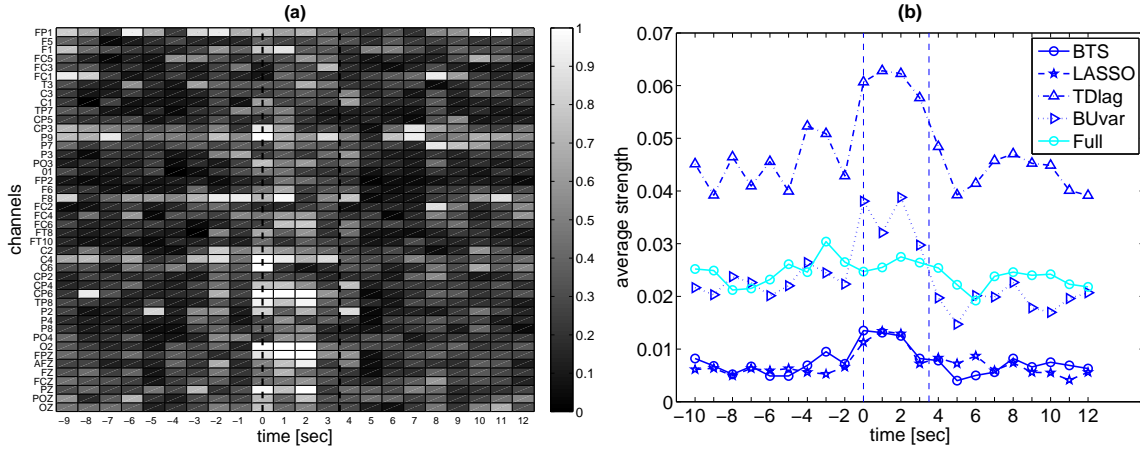 (a)
channels
FP1
F5
F1
FC5
FC3
FC1
T3
C3
C1
TP7
CP5
CP3
P9
P7
P3
PO3
01
FP2
F6
F8
FC2
FC4
FC6
FT8
FT10
C2
C4
C6
CP2
CP4
CP6
TP8
P2
P4
P8
PO4
O2
FPZ
AFZ
FZ
FCZ
PZ
POZ
OZ
−9 −8 −7 −6 −5 −4 −3 −2 −1 0 1 2 3 4 5 6 7 8 9 10 11 12
time [sec]
1
0.9
0.8
0.7
0.6
0.5
0.4
0.3
0.2
0.1
0
(b)
average strength
0.07
0.06
0.05
0.04
0.03
0.02
0.01
0
−10 −8 −6 −4 −2 0 2 4 6 8 10 12
time [sec]
BTS
LASSO
TDlag
BUvar
Full